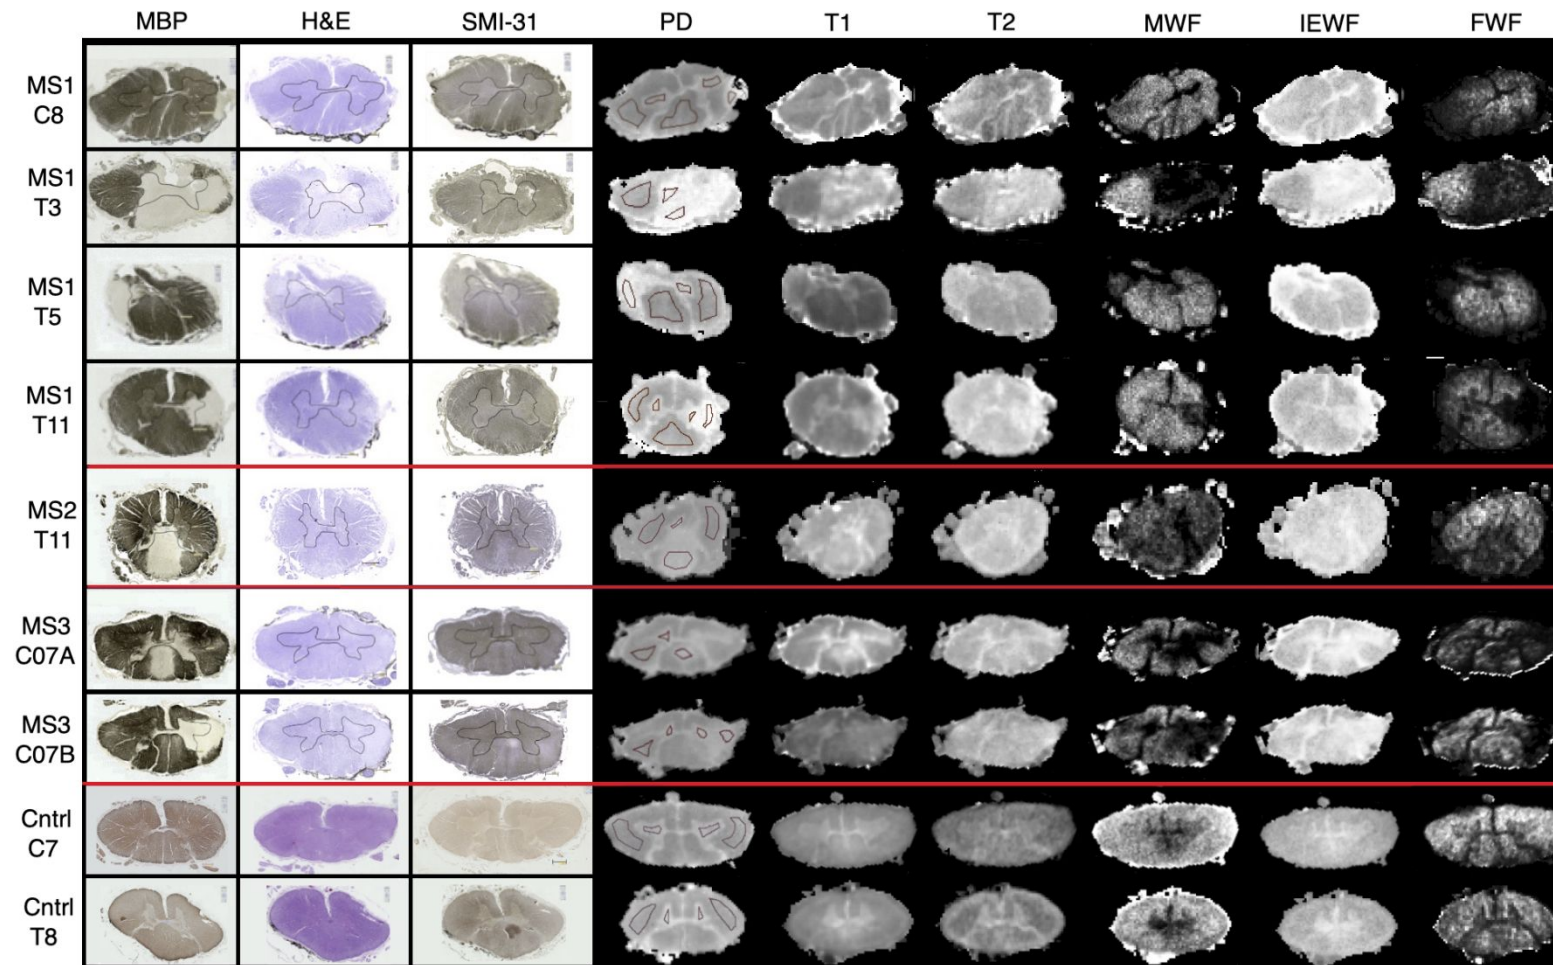 MBP H&E SMI-31 PD T1 T2 MWF IEWF FWF
MS1
C8
MS1
T3
MS1
T5
MS1
T11
MS2
T11
MS3
C07A
MS3
C07B
Cntrl
C7
Cntrl
T8